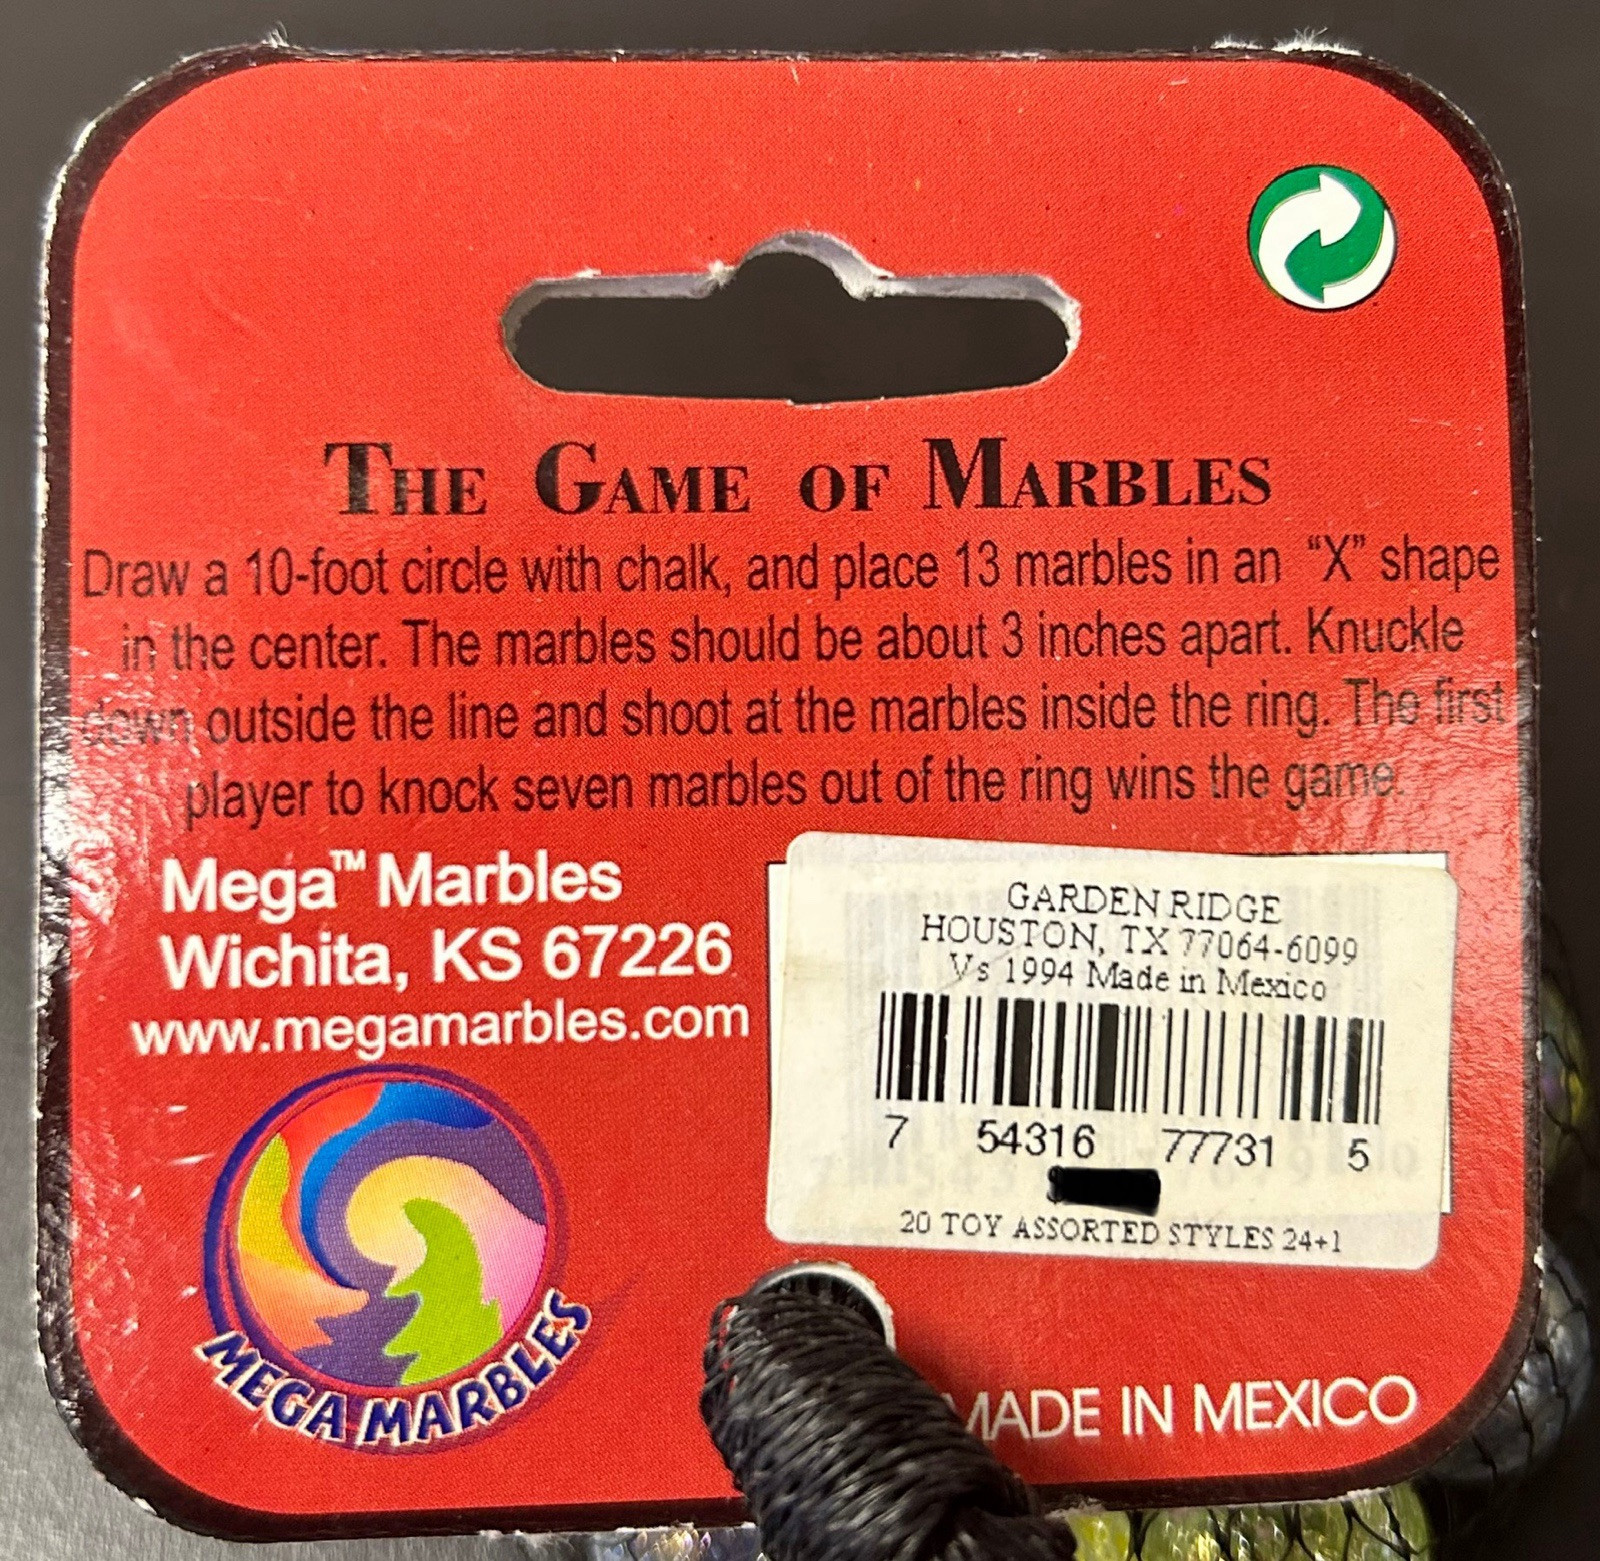 THE GAME OF MARBLES
Draw a 10-foot circle with chalk, and place 13 marbles in an “X” shape
in the center. The marbles should be about 3 inches apart. Knuckle
down outside the line and shoot at the marbles inside the ring. The first
player to knock seven marbles out of the ring wins the game.
Mega™ Marbles
Wichita, KS 67226
www.megamarbles.com
MEGA MARBLES
GARDEN RIDGE
HOUSTON, TX 77064-6099
Vs 1994 Made in Mexico
7 54316 77731 5
20 TOY ASSORTED STYLES 24+1
MADE IN MEXICO